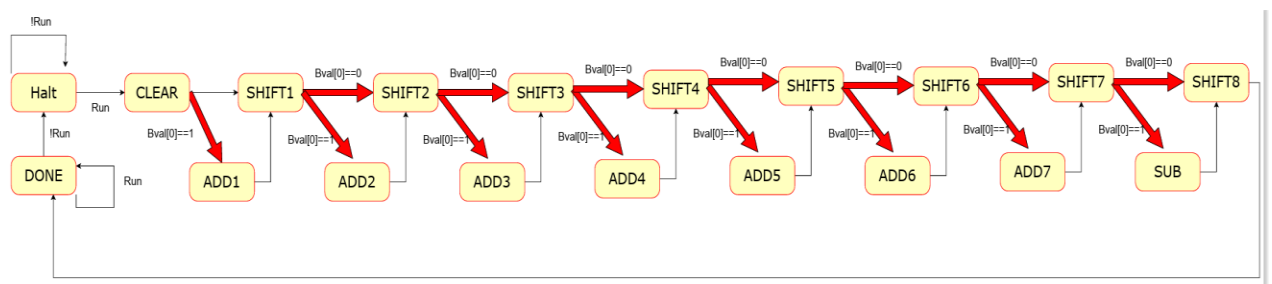 !Run
Halt
Run
CLEAR
SHIFT1
Bval[0]==0
SHIFT2
Bval[0]==0
SHIFT3
Bval[0]==0
SHIFT4
Bval[0]==0
SHIFT5
Bval[0]==0
SHIFT6
Bval[0]==0
SHIFT7
Bval[0]==0
SHIFT8
!Run
Bval[0]==1
Bval[0]==1
Bval[0]==1
Bval[0]==1
Bval[0]==1
Bval[0]==1
Bval[0]==1
Bval[0]==1
DONE
Run
ADD1
ADD2
ADD3
ADD4
ADD5
ADD6
ADD7
SUB